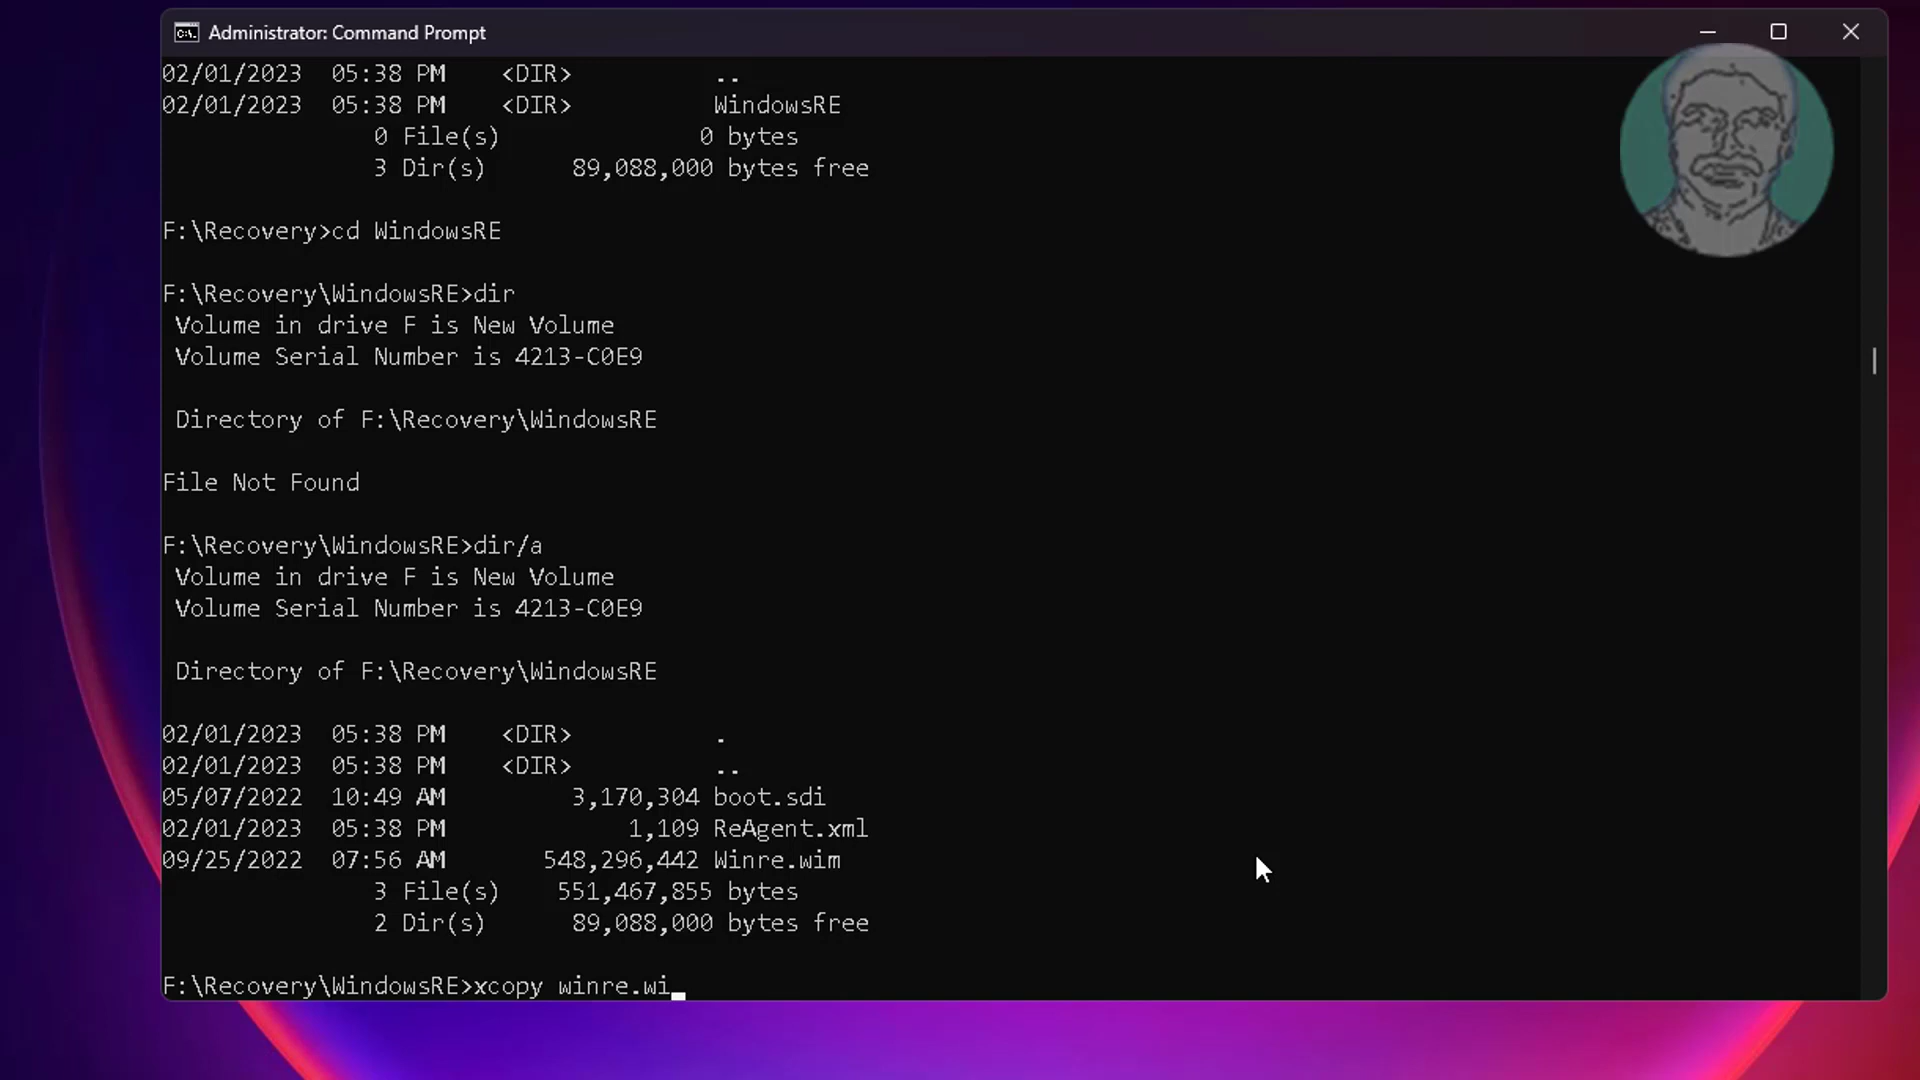 Administrator: Command Prompt
02/01/2023 05:38 PM <DIR> ..
02/01/2023 05:38 PM <DIR> WindowsRE
0 File(s) 0 bytes
3 Dir(s) 89,088,000 bytes free
F:\Recovery>cd WindowsRE
F:\Recovery\WindowsRE>dir
Volume in drive F is New Volume
Volume Serial Number is 4213-C0E9
Directory of F:\Recovery\WindowsRE
File Not Found
F:\Recovery\WindowsRE>dir/a
Volume in drive F is New Volume
Volume Serial Number is 4213-C0E9
Directory of F:\Recovery\WindowsRE
02/01/2023 05:38 PM <DIR> .
02/01/2023 05:38 PM <DIR> ..
05/07/2022 10:49 AM 3,170,304 boot.sdi
02/01/2023 05:38 PM 1,109 ReAgent.xml
09/25/2022 07:56 AM 548,296,442 Winre.wim
3 File(s) 551,467,855 bytes
2 Dir(s) 89,088,000 bytes free
F:\Recovery\WindowsRE>xcopy winre.wi